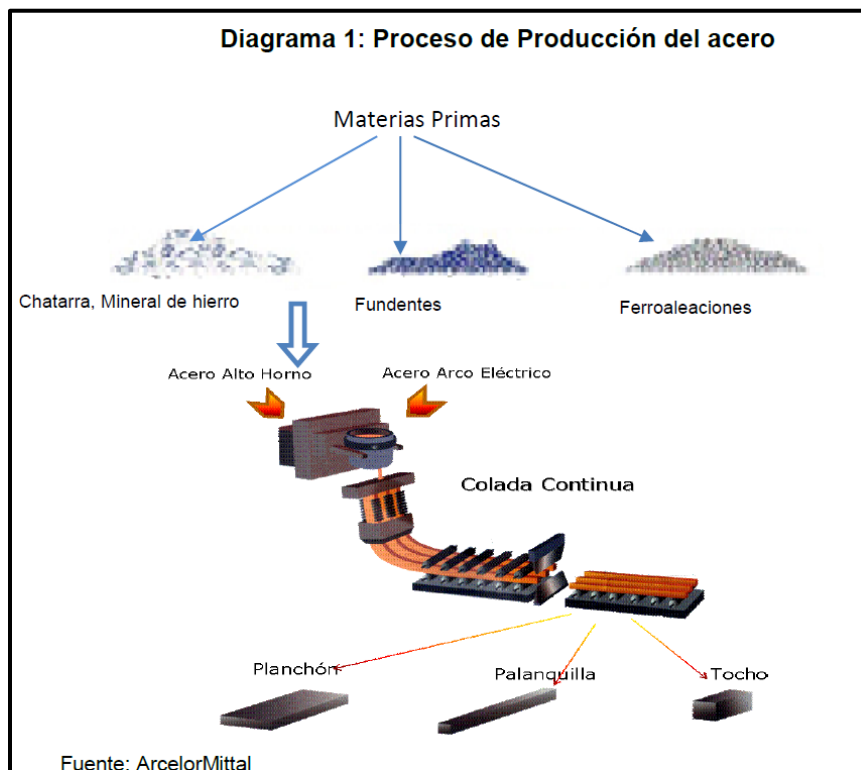 Diagrama 1: Proceso de Producción del acero
Materias Primas
Chatarra, Mineral de hierro
Fundentes
Ferroaleaciones
Acero Alto Horno
Acero Arco Eléctrico
Colada Continua
Planchón
Palanquilla
Tocho
Fuente: ArcelorMittal